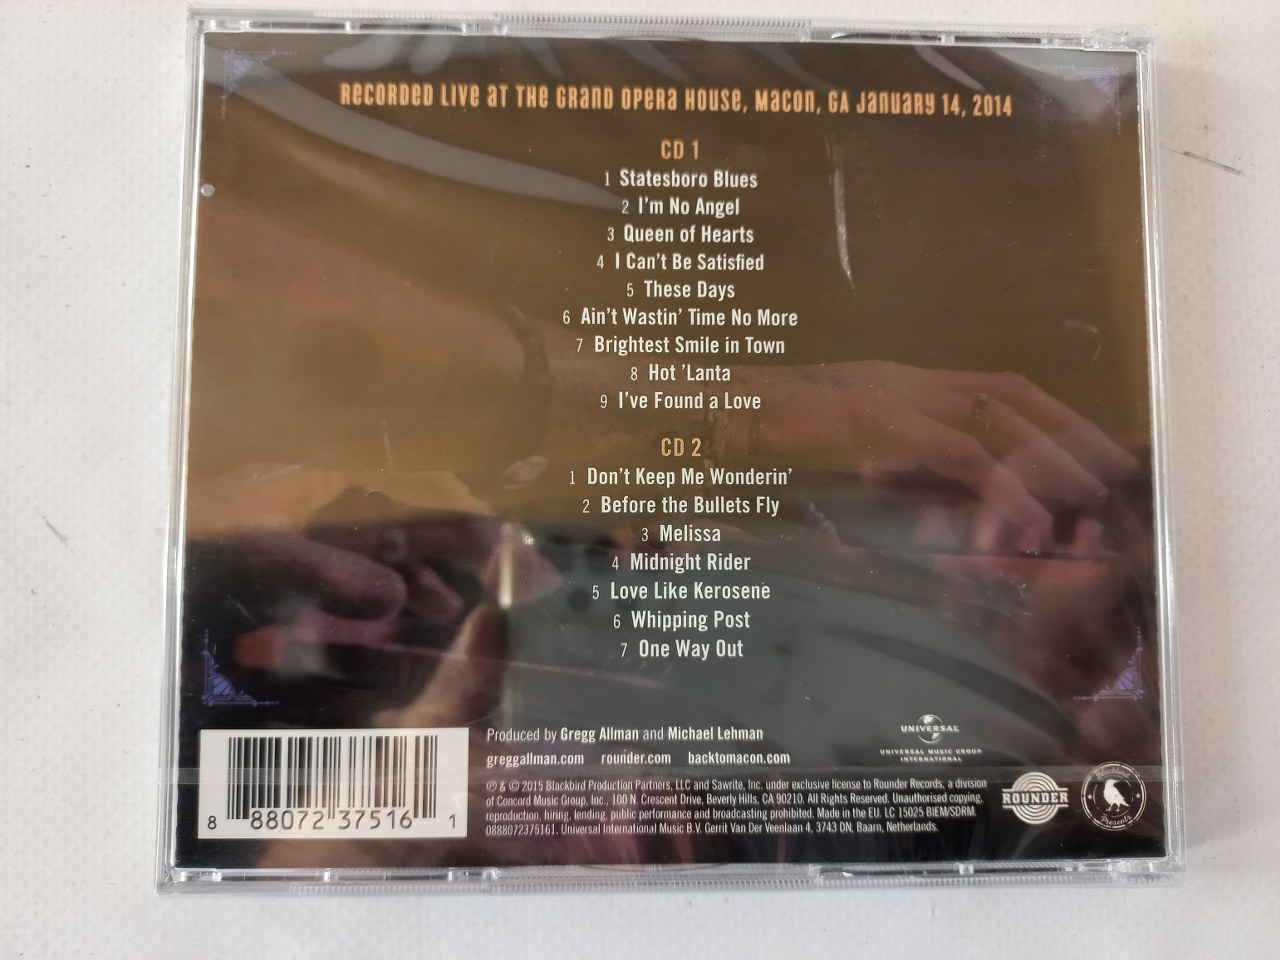 RECORDED LIVE AT THE GRAND OPERA HOUSE, MACON, GA JANUARY 14, 2014
CD 1
1 Statesboro Blues
2 I'm No Angel
3 Queen of Hearts
4 I Can't Be Satisfied
5 These Days
6 Ain't Wastin' Time No More
7 Brightest Smile in Town
8 Hot 'Lanta
9 I've Found a Love
CD 2
1 Don't Keep Me Wonderin'
2 Before the Bullets Fly
3 Melissa
4 Midnight Rider
5 Love Like Kerosene
6 Whipping Post
7 One Way Out
8 88072 37516 1
Produced by Gregg Allman and Michael Lehman
greggallman.com rounder.com backtomacon.com
℗ & © 2015 Blackbird Production Partners, LLC and Sawrite, Inc. under exclusive license to Rounder Records, a division
of Concord Music Group, Inc., 100 N. Crescent Drive, Beverly Hills, CA 90210. All Rights Reserved. Unauthorised copying,
reproduction, hiring, lending, public performance and broadcasting prohibited. Made in the EU. LC 15025 BIEM/SDRM.
0888072375161. Universal International Music B.V. Gerrit Van Der Veenlaan 4, 3743 DN, Baarn, Netherlands.
UNIVERSAL
UNIVERSAL MUSIC GROUP
INTERNATIONAL
ROUNDER
Blackbird
Presents